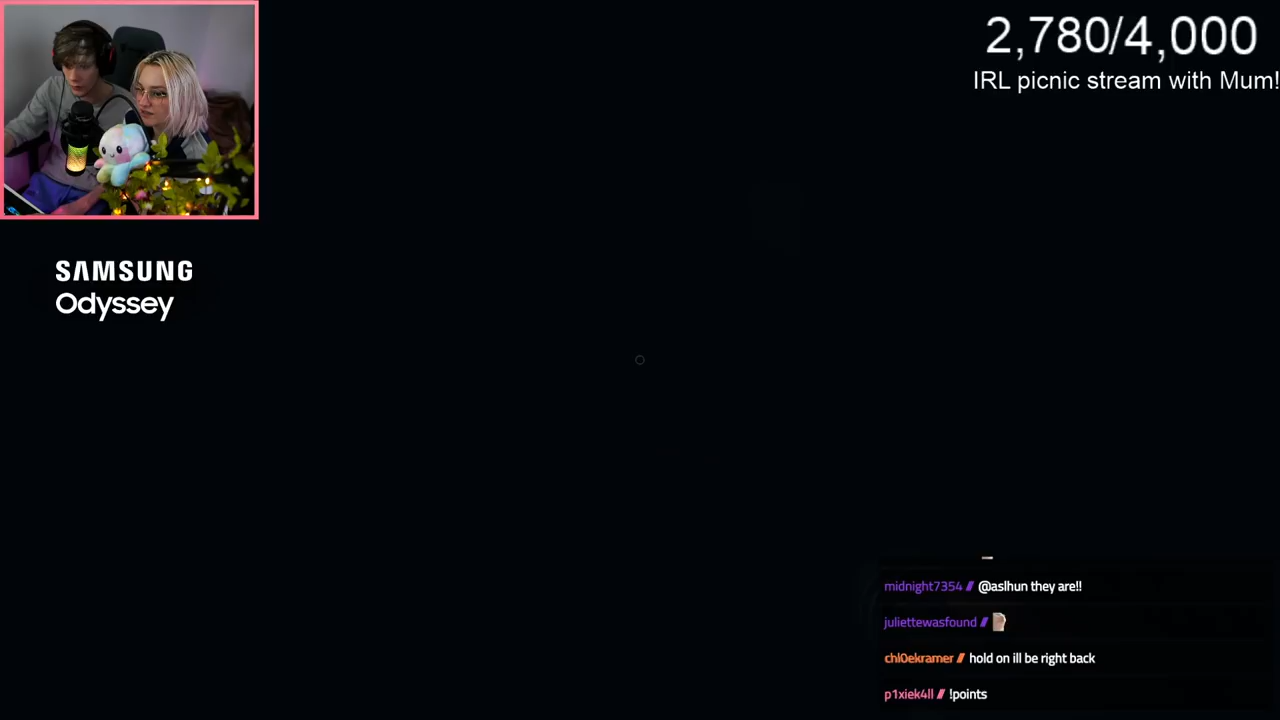 2,780/4,000
IRL picnic stream with Mum!
SAMSUNG
Odyssey
midnight7354 // @aslhun they are!!
juliettewasfound //
chl0ekramer // hold on ill be right back
p1xiek4ll // !points